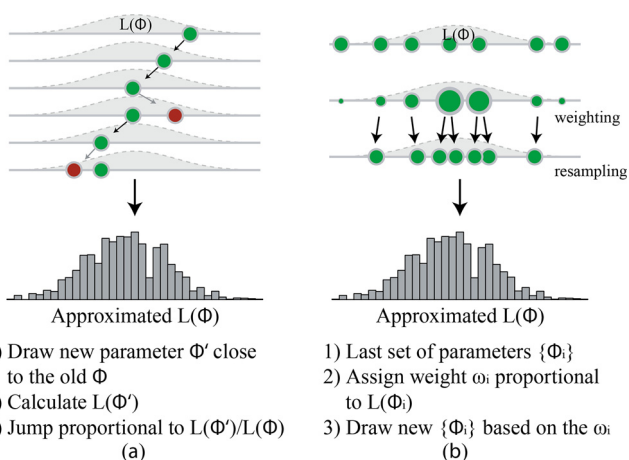 L(Φ)
Approximated L(Φ)
) Draw new parameter Φ' close
to the old Φ
) Calculate L(Φ')
) Jump proportional to L(Φ')/L(Φ)
(a)
L(Φ)
weighting
resampling
Approximated L(Φ)
1) Last set of parameters {Φi}
2) Assign weight ωi proportional
to L(Φi)
3) Draw new {Φi} based on the ωi
(b)